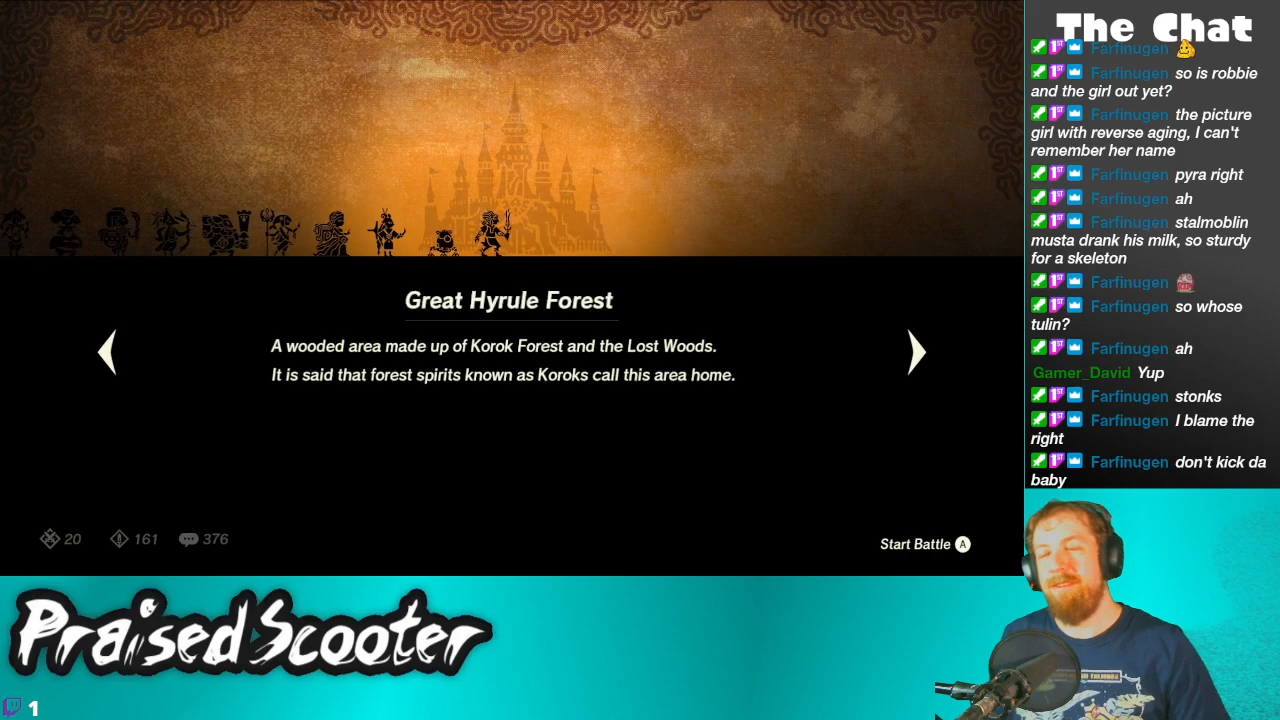 The Chat
Farfinugen
Farfinugen so is robbie
and the girl out yet?
Farfinugen the picture
girl with reverse aging, I can't
remember her name
Farfinugen pyra right
Farfinugen ah
Farfinugen stalmoblin
musta drank his milk, so sturdy
for a skeleton
Farfinugen
Farfinugen so whose
tulin?
Farfinugen ah
Gamer_David Yup
Farfinugen stonks
Farfinugen I blame the
right
Farfinugen don't kick da
baby
Great Hyrule Forest
A wooded area made up of Korok Forest and the Lost Woods.
It is said that forest spirits known as Koroks call this area home.
20 161 376
Start Battle A
PraisedScooter
1